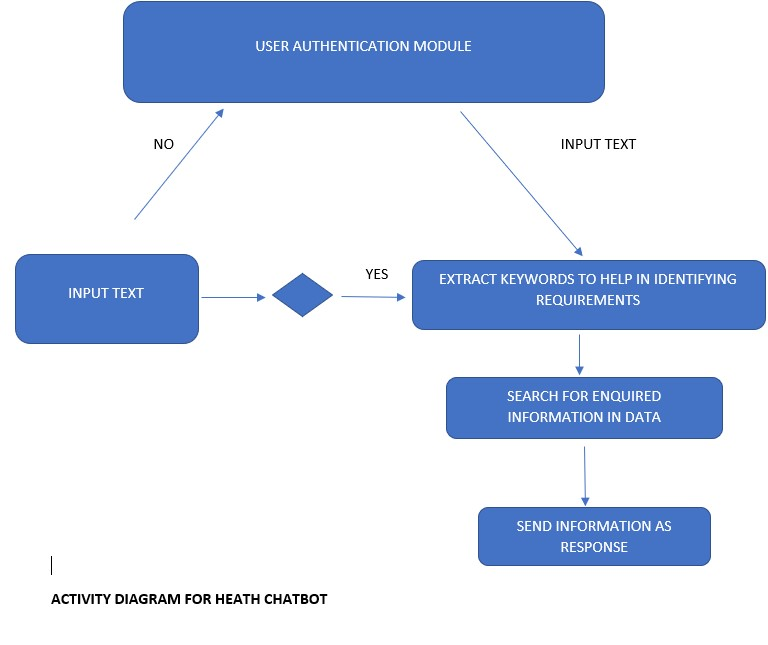 USER AUTHENTICATION MODULE
NO
INPUT TEXT
INPUT TEXT
YES
EXTRACT KEYWORDS TO HELP IN IDENTIFYING
REQUIREMENTS
SEARCH FOR ENQUIRED
INFORMATION IN DATA
SEND INFORMATION AS
RESPONSE
ACTIVITY DIAGRAM FOR HEATH CHATBOT